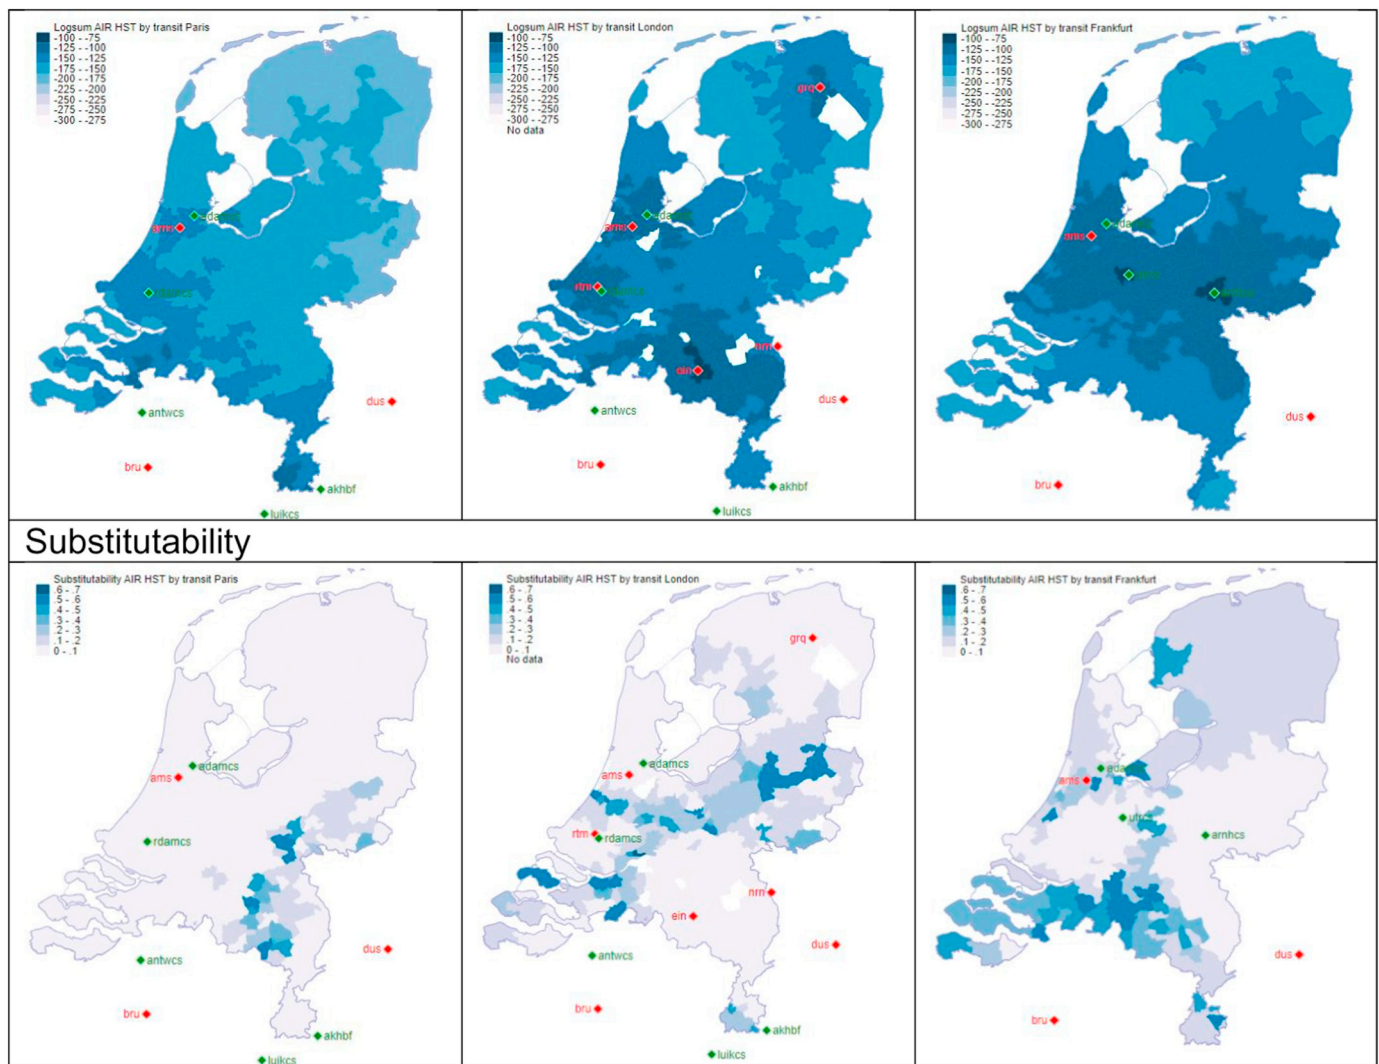 Logsum AIR HST by transit Paris
-100 - -75
-125 - -100
-150 - -125
-175 - -150
-200 - -175
-225 - -200
-250 - -225
-275 - -250
-300 - -275
ams
antwcs
dus
bru
akhbf
luikcs
Logsum AIR HST by transit London
-100 - -75
-125 - -100
-150 - -125
-175 - -150
-200 - -175
-225 - -200
-250 - -225
-275 - -250
-300 - -275
No data
grq
ams
rtm
nrn
ein
dus
antwcs
bru
akhbf
luikcs
Logsum AIR HST by transit Frankfurt
-100 - -75
-125 - -100
-150 - -125
-175 - -150
-200 - -175
-225 - -200
-250 - -225
-275 - -250
-300 - -275
ams
dus
bru
Substitutability
Substitutability AIR HST by transit Paris
.6 - .7
.5 - .6
.4 - .5
.3 - .4
.2 - .3
.1 - .2
0 - .1
adamcs
ams
rdamcs
antwcs
dus
bru
akhbf
luikcs
Substitutability AIR HST by transit London
.6 - .7
.5 - .6
.4 - .5
.3 - .4
.2 - .3
.1 - .2
0 - .1
No data
grq
adamcs
ams
rtm
rdamcs
nrn
ein
dus
antwcs
bru
akhbf
luikcs
Substitutability AIR HST by transit Frankfurt
.6 - .7
.5 - .6
.4 - .5
.3 - .4
.2 - .3
.1 - .2
0 - .1
ams
utrcs
arnhcs
dus
bru